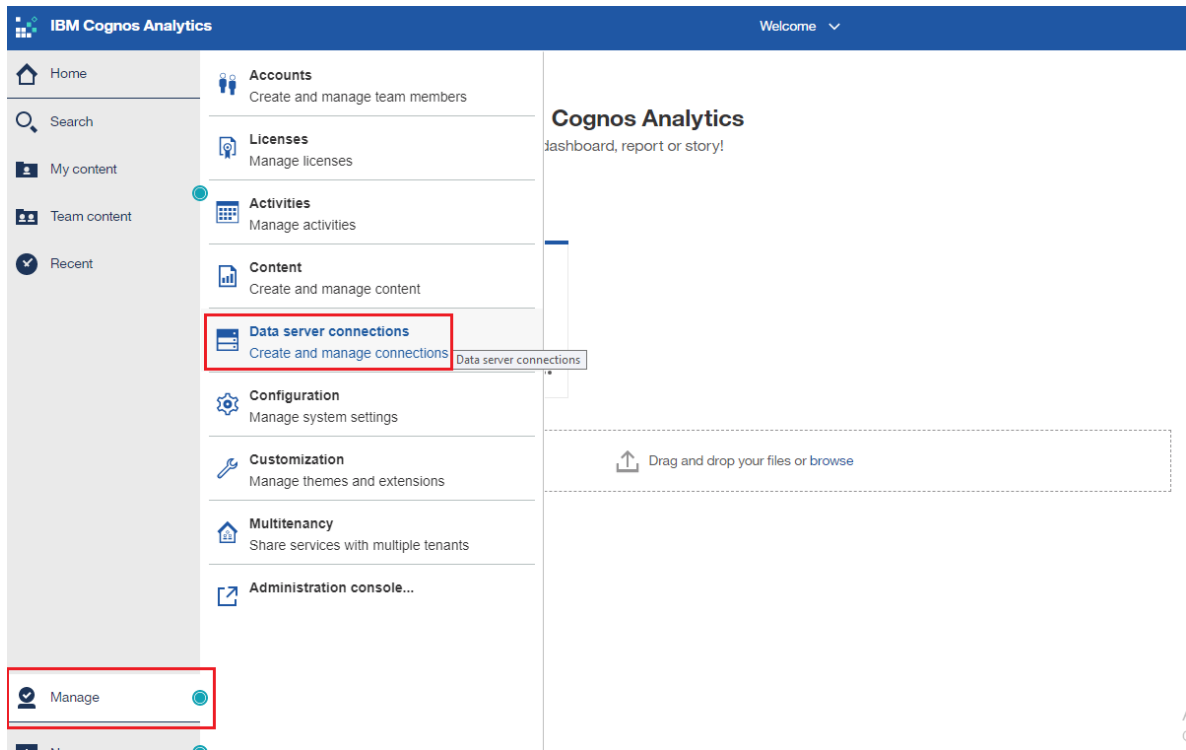 IBM Cognos Analytics
Welcome
Home
Search
My content
Team content
Recent
Manage
Accounts
Create and manage team members
Licenses
Manage licenses
Activities
Manage activities
Content
Create and manage content
Data server connections
Create and manage connections
Data server connections
Configuration
Manage system settings
Customization
Manage themes and extensions
Multitenancy
Share services with multiple tenants
Administration console...
Cognos Analytics
dashboard, report or story!
Drag and drop your files or browse